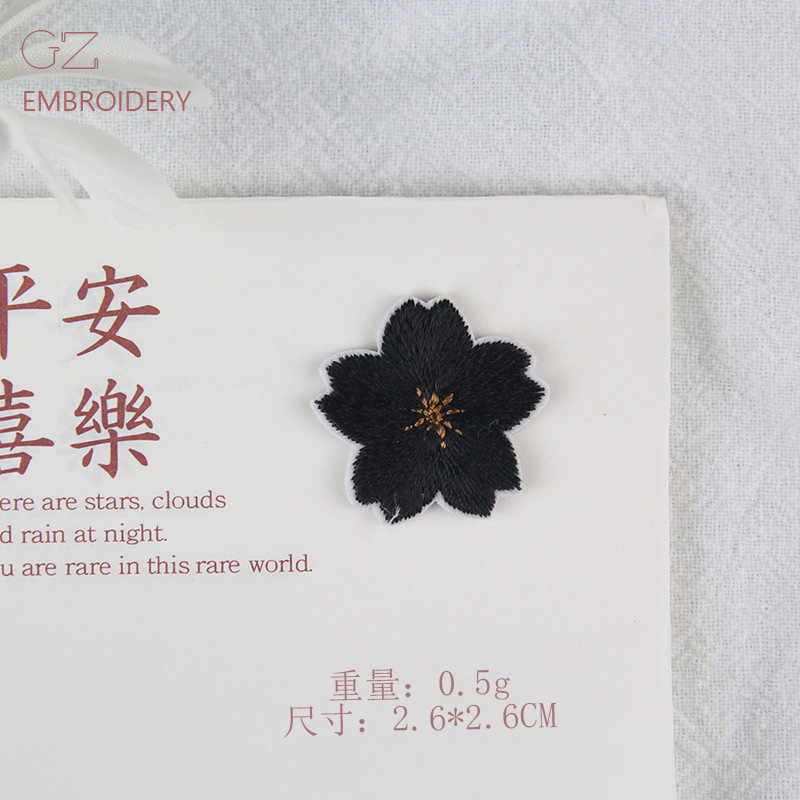 GZ
EMBROIDERY
平安
喜樂
ere are stars, clouds
d rain at night.
u are rare in this rare world.
重量: 0.5g
尺寸: 2.6*2.6CM